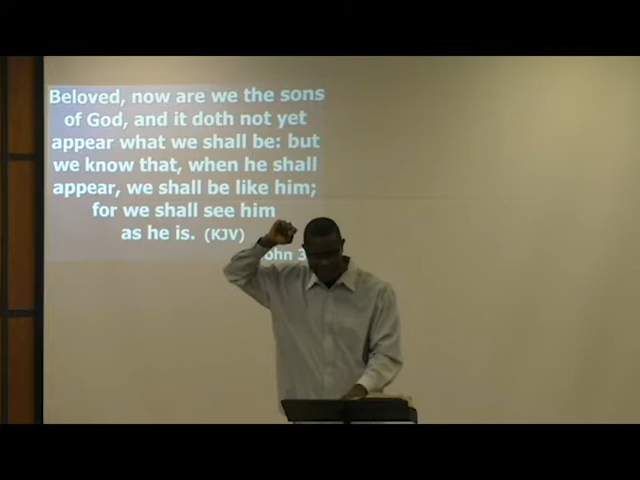 Beloved, now are we the sons
of God, and it doth not yet
appear what we shall be: but
we know that, when he shall
appear, we shall be like him;
for we shall see him
as he is. (KJV)
ohn 3